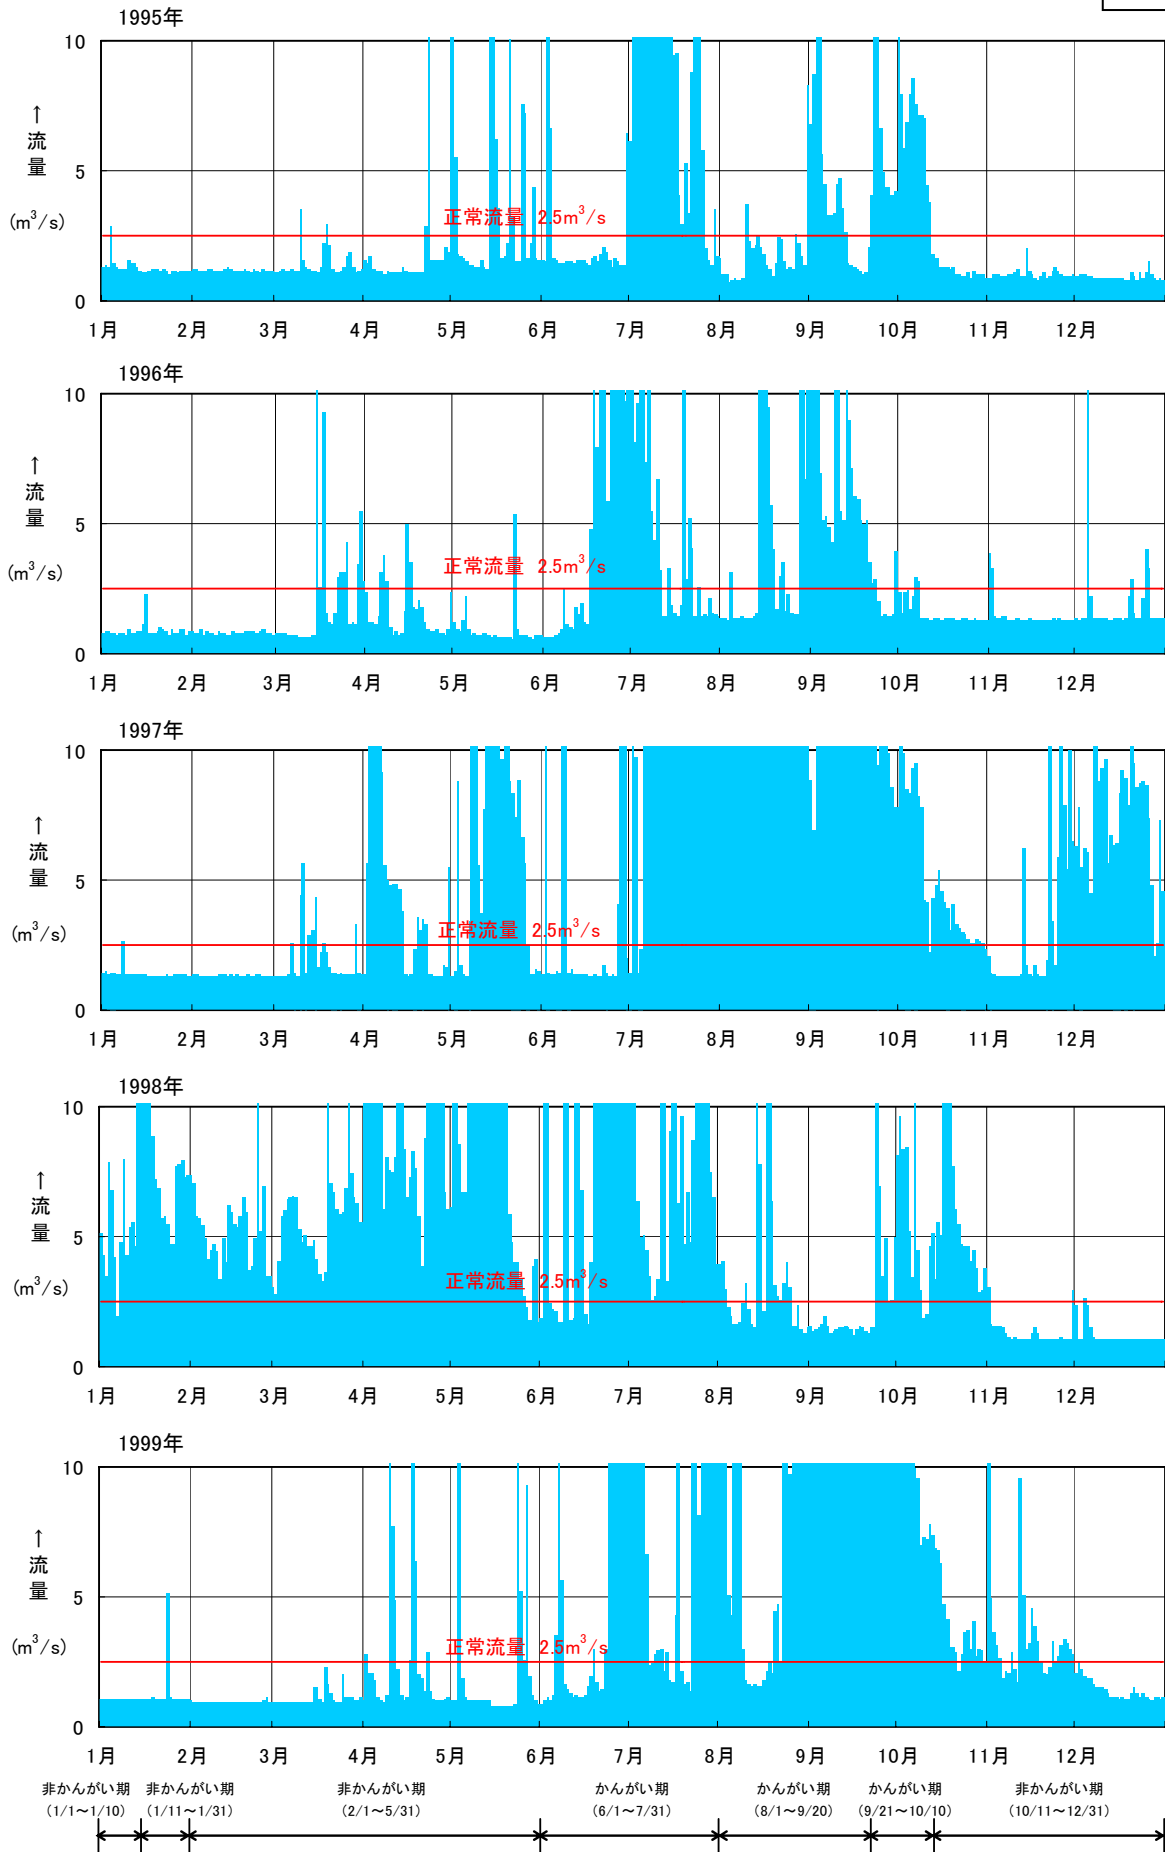 1995年
10
↑
流
量
5
(m³/s)
正常流量 2.5m³/s
0
1月 2月 3月 4月 5月 6月 7月 8月 9月 10月 11月 12月
1996年
10
↑
流
量
5
(m³/s)
正常流量 2.5m³/s
0
1月 2月 3月 4月 5月 6月 7月 8月 9月 10月 11月 12月
1997年
10
↑
流
量
5
(m³/s)
正常流量 2.5m³/s
0
1月 2月 3月 4月 5月 6月 7月 8月 9月 10月 11月 12月
1998年
10
↑
流
量
5
(m³/s)
正常流量 2.5m³/s
0
1月 2月 3月 4月 5月 6月 7月 8月 9月 10月 11月 12月
1999年
10
↑
流
量
5
(m³/s)
正常流量 2.5m³/s
0
1月 2月 3月 4月 5月 6月 7月 8月 9月 10月 11月 12月
非かんがい期 非かんがい期 非かんがい期 かんがい期 かんがい期 かんがい期 非かんがい期
(1/1～1/10) (1/11～1/31) (2/1～5/31) (6/1～7/31) (8/1～9/20) (9/21～10/10) (10/11～12/31)